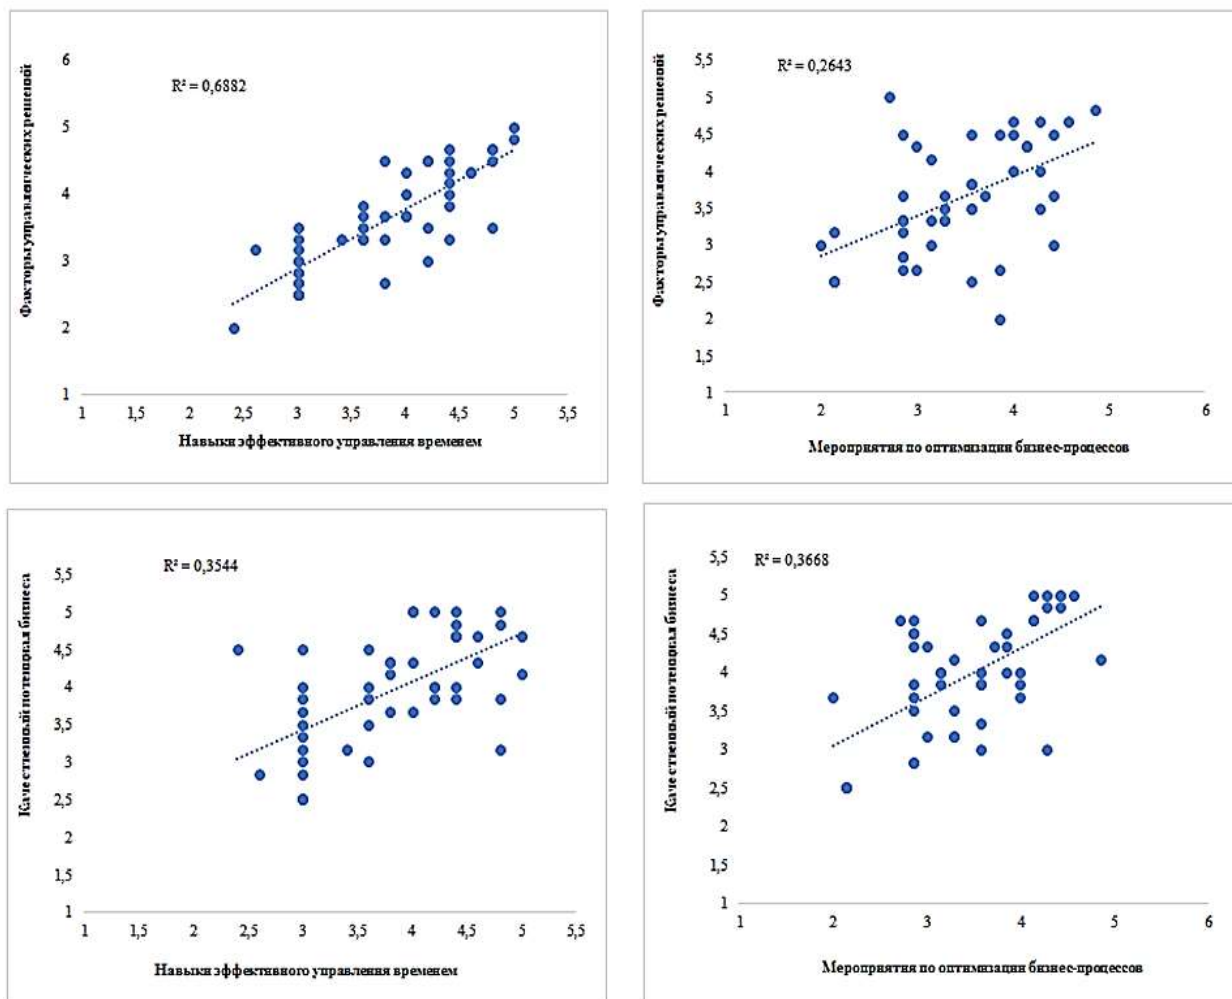 Факторы управленческих решений
6
5
4
3
2
1
R² = 0,6882
1 1,5 2 2,5 3 3,5 4 4,5 5 5,5
Навыки эффективного управления временем
Факторы управленческих решений
5,5
5
4,5
4
3,5
3
2,5
2
1,5
1
R² = 0,2643
1 2 3 4 5 6
Мероприятия по оптимизации бизнес-процессов
Качественный потенциал бизнеса
5,5
5
4,5
4
3,5
3
2,5
2
1,5
1
R² = 0,3544
1 1,5 2 2,5 3 3,5 4 4,5 5 5,5
Навыки эффективного управления временем
Качественный потенциал бизнеса
5,5
5
4,5
4
3,5
3
2,5
2
1,5
1
R² = 0,3668
1 2 3 4 5 6
Мероприятия по оптимизации бизнес-процессов